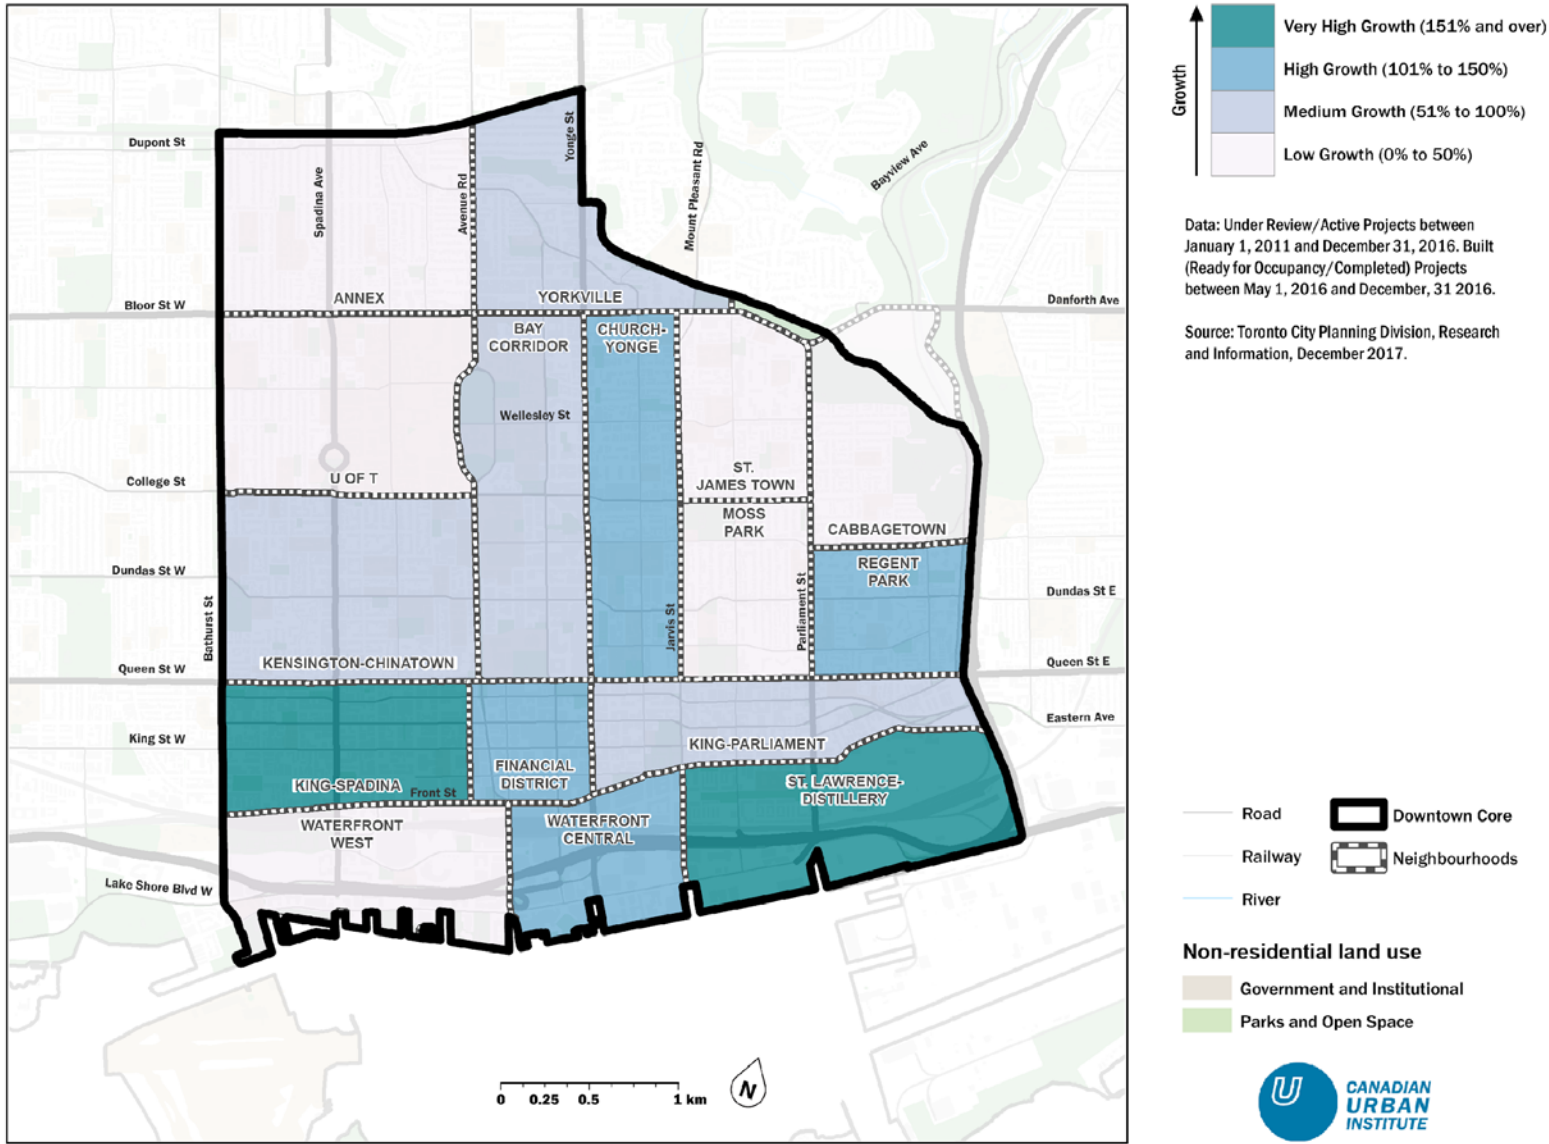 Dupont St
Spadina Ave
Avenue Rd
Yonge St
Mount Pleasant Rd
Bayview Ave
Bloor St W
ANNEX
YORKVILLE
Danforth Ave
BAY
CORRIDOR
CHURCH-
YONGE
Wellesley St
College St
U OF T
ST.
JAMES TOWN
MOSS
PARK
CABBAGETOWN
REGENT
PARK
Dundas St W
Dundas St E
Bathurst St
Jarvis St
Parliament St
Queen St W
KENSINGTON-CHINATOWN
Queen St E
Eastern Ave
King St W
KING-PARLIAMENT
KING-SPADINA
Front St
FINANCIAL
DISTRICT
ST. LAWRENCE-
DISTILLERY
WATERFRONT
WEST
WATERFRONT
CENTRAL
Lake Shore Blvd W
0 0.25 0.5 1 km
N
Growth
Very High Growth (151% and over)
High Growth (101% to 150%)
Medium Growth (51% to 100%)
Low Growth (0% to 50%)
Data: Under Review/Active Projects between
January 1, 2011 and December 31, 2016. Built
(Ready for Occupancy/Completed) Projects
between May 1, 2016 and December, 31 2016.
Source: Toronto City Planning Division, Research
and Information, December 2017.
Road
Downtown Core
Railway
Neighbourhoods
River
Non-residential land use
Government and Institutional
Parks and Open Space
U
CANADIAN
URBAN
INSTITUTE